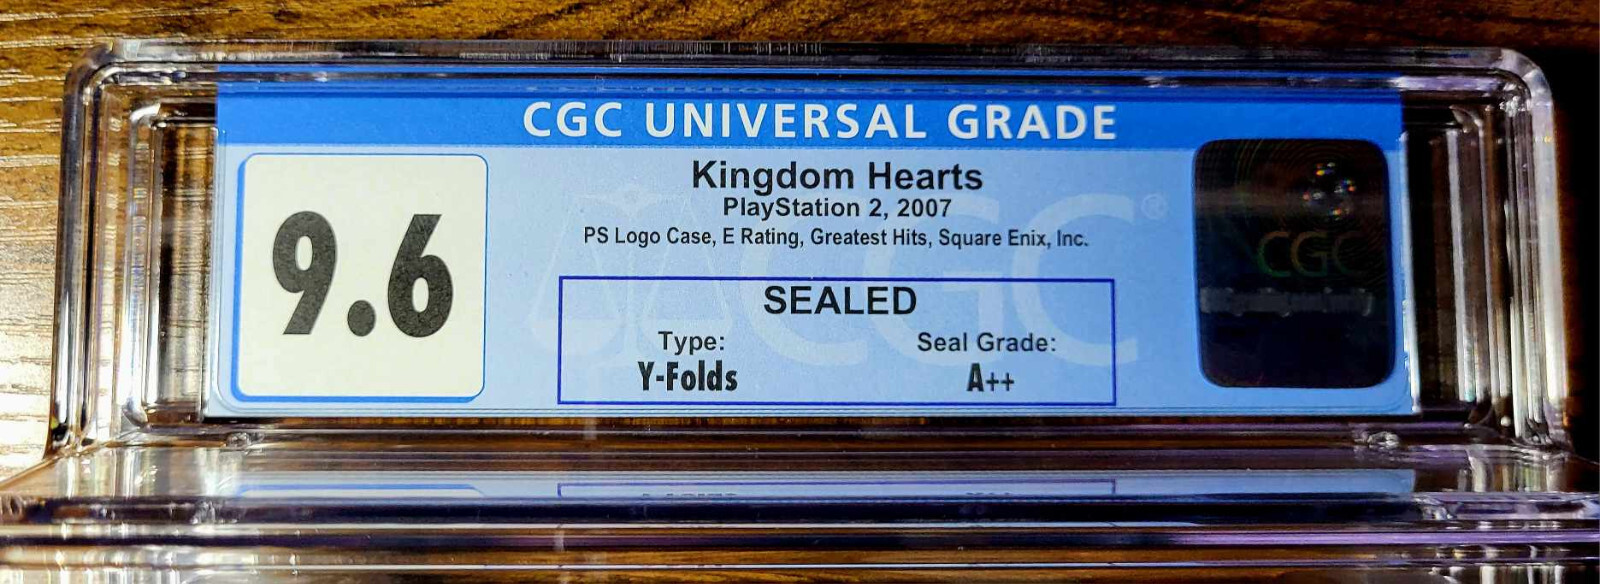 CGC UNIVERSAL GRADE
9.6
Kingdom Hearts
PlayStation 2, 2007
PS Logo Case, E Rating, Greatest Hits, Square Enix, Inc.
CGC®
SEALED
Type:
Y-Folds
Seal Grade:
A++
CGC